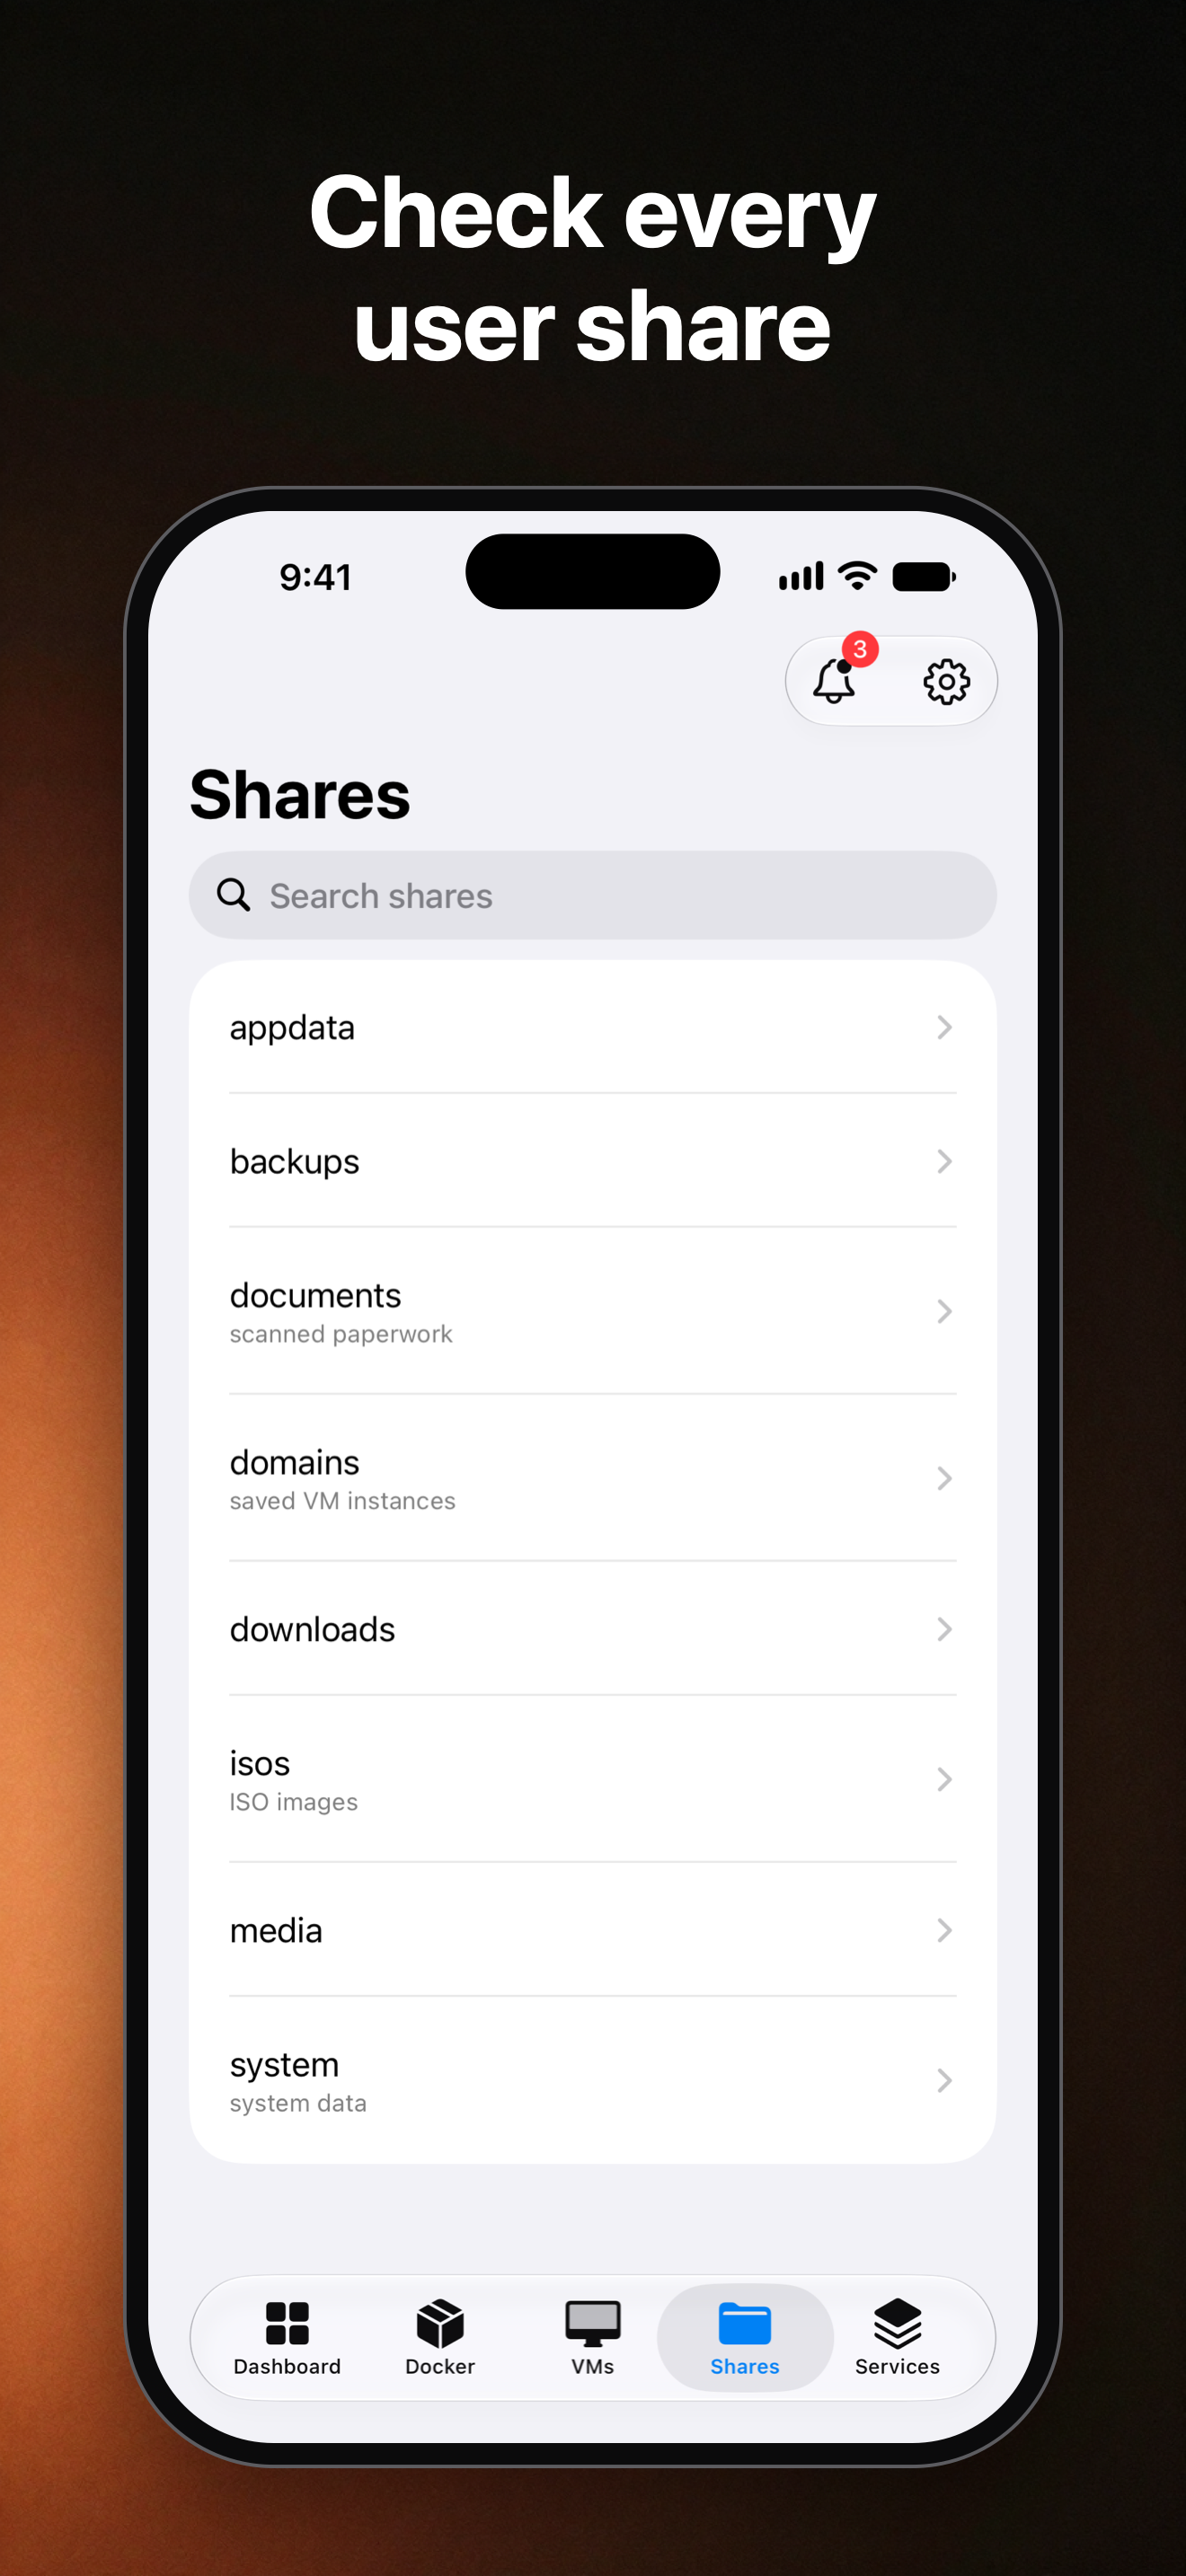 Check every
user share
9:41
3
Shares
Search shares
appdata
backups
documents
scanned paperwork
domains
saved VM instances
downloads
isos
ISO images
media
system
system data
Dashboard
Docker
VMs
Shares
Services